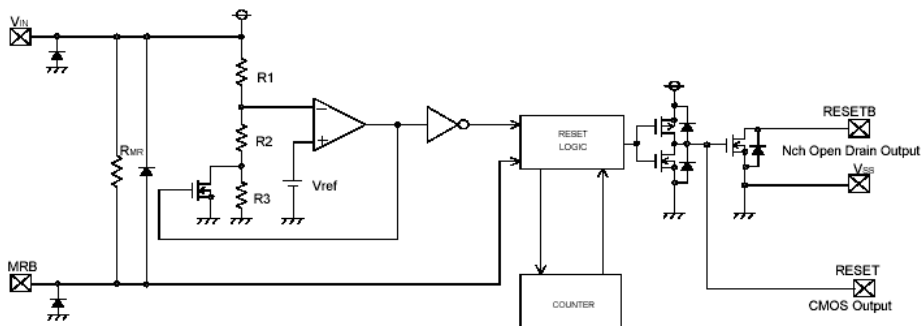 VIN
R1
RESETB
R2
RMR
RESET
LOGIC
Nch Open Drain Output
Vref
R3
VSS
MRB
RESET
COUNTER
CMOS Output